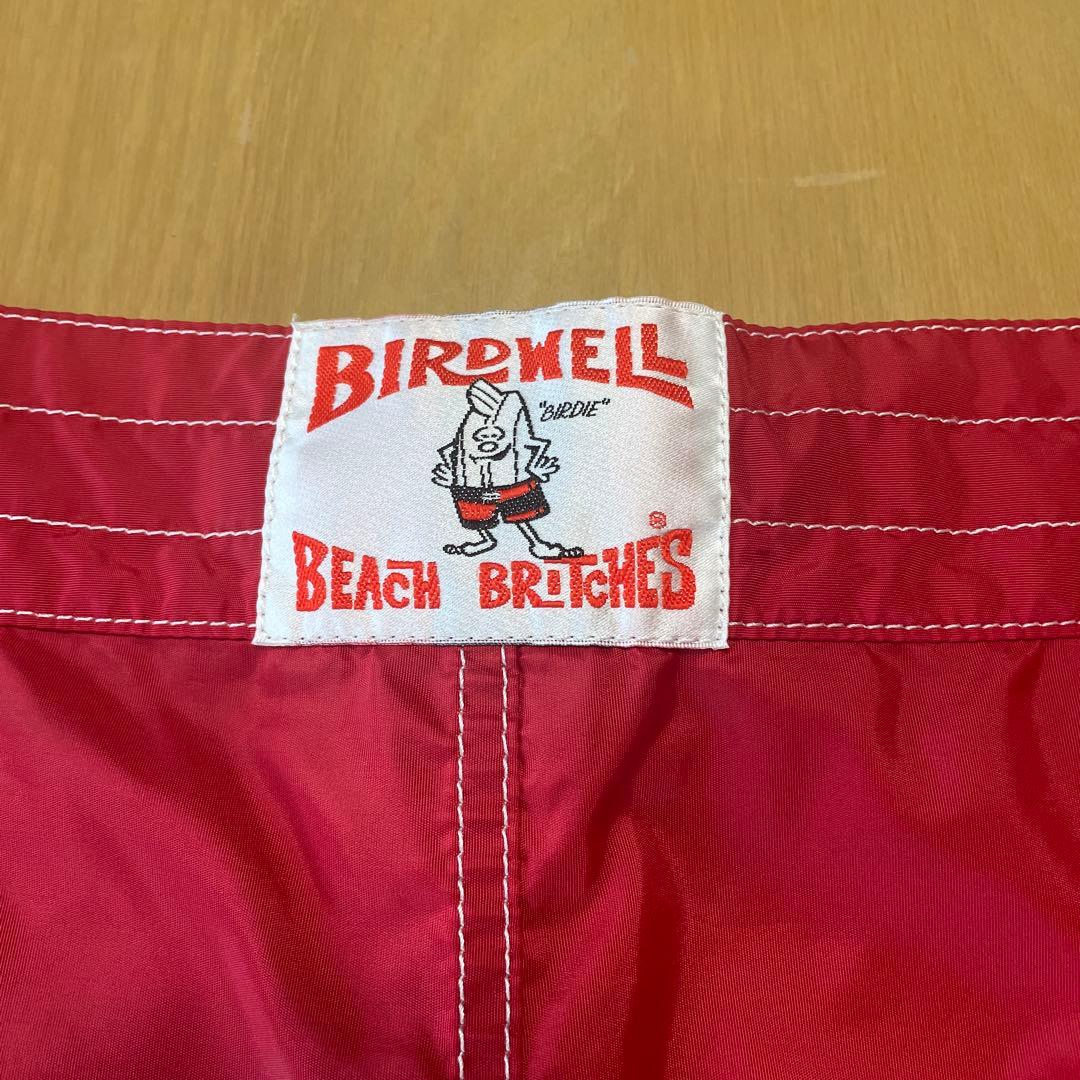 BIRDWELL
"BIRDIE"
®
BEACH BRITCHES